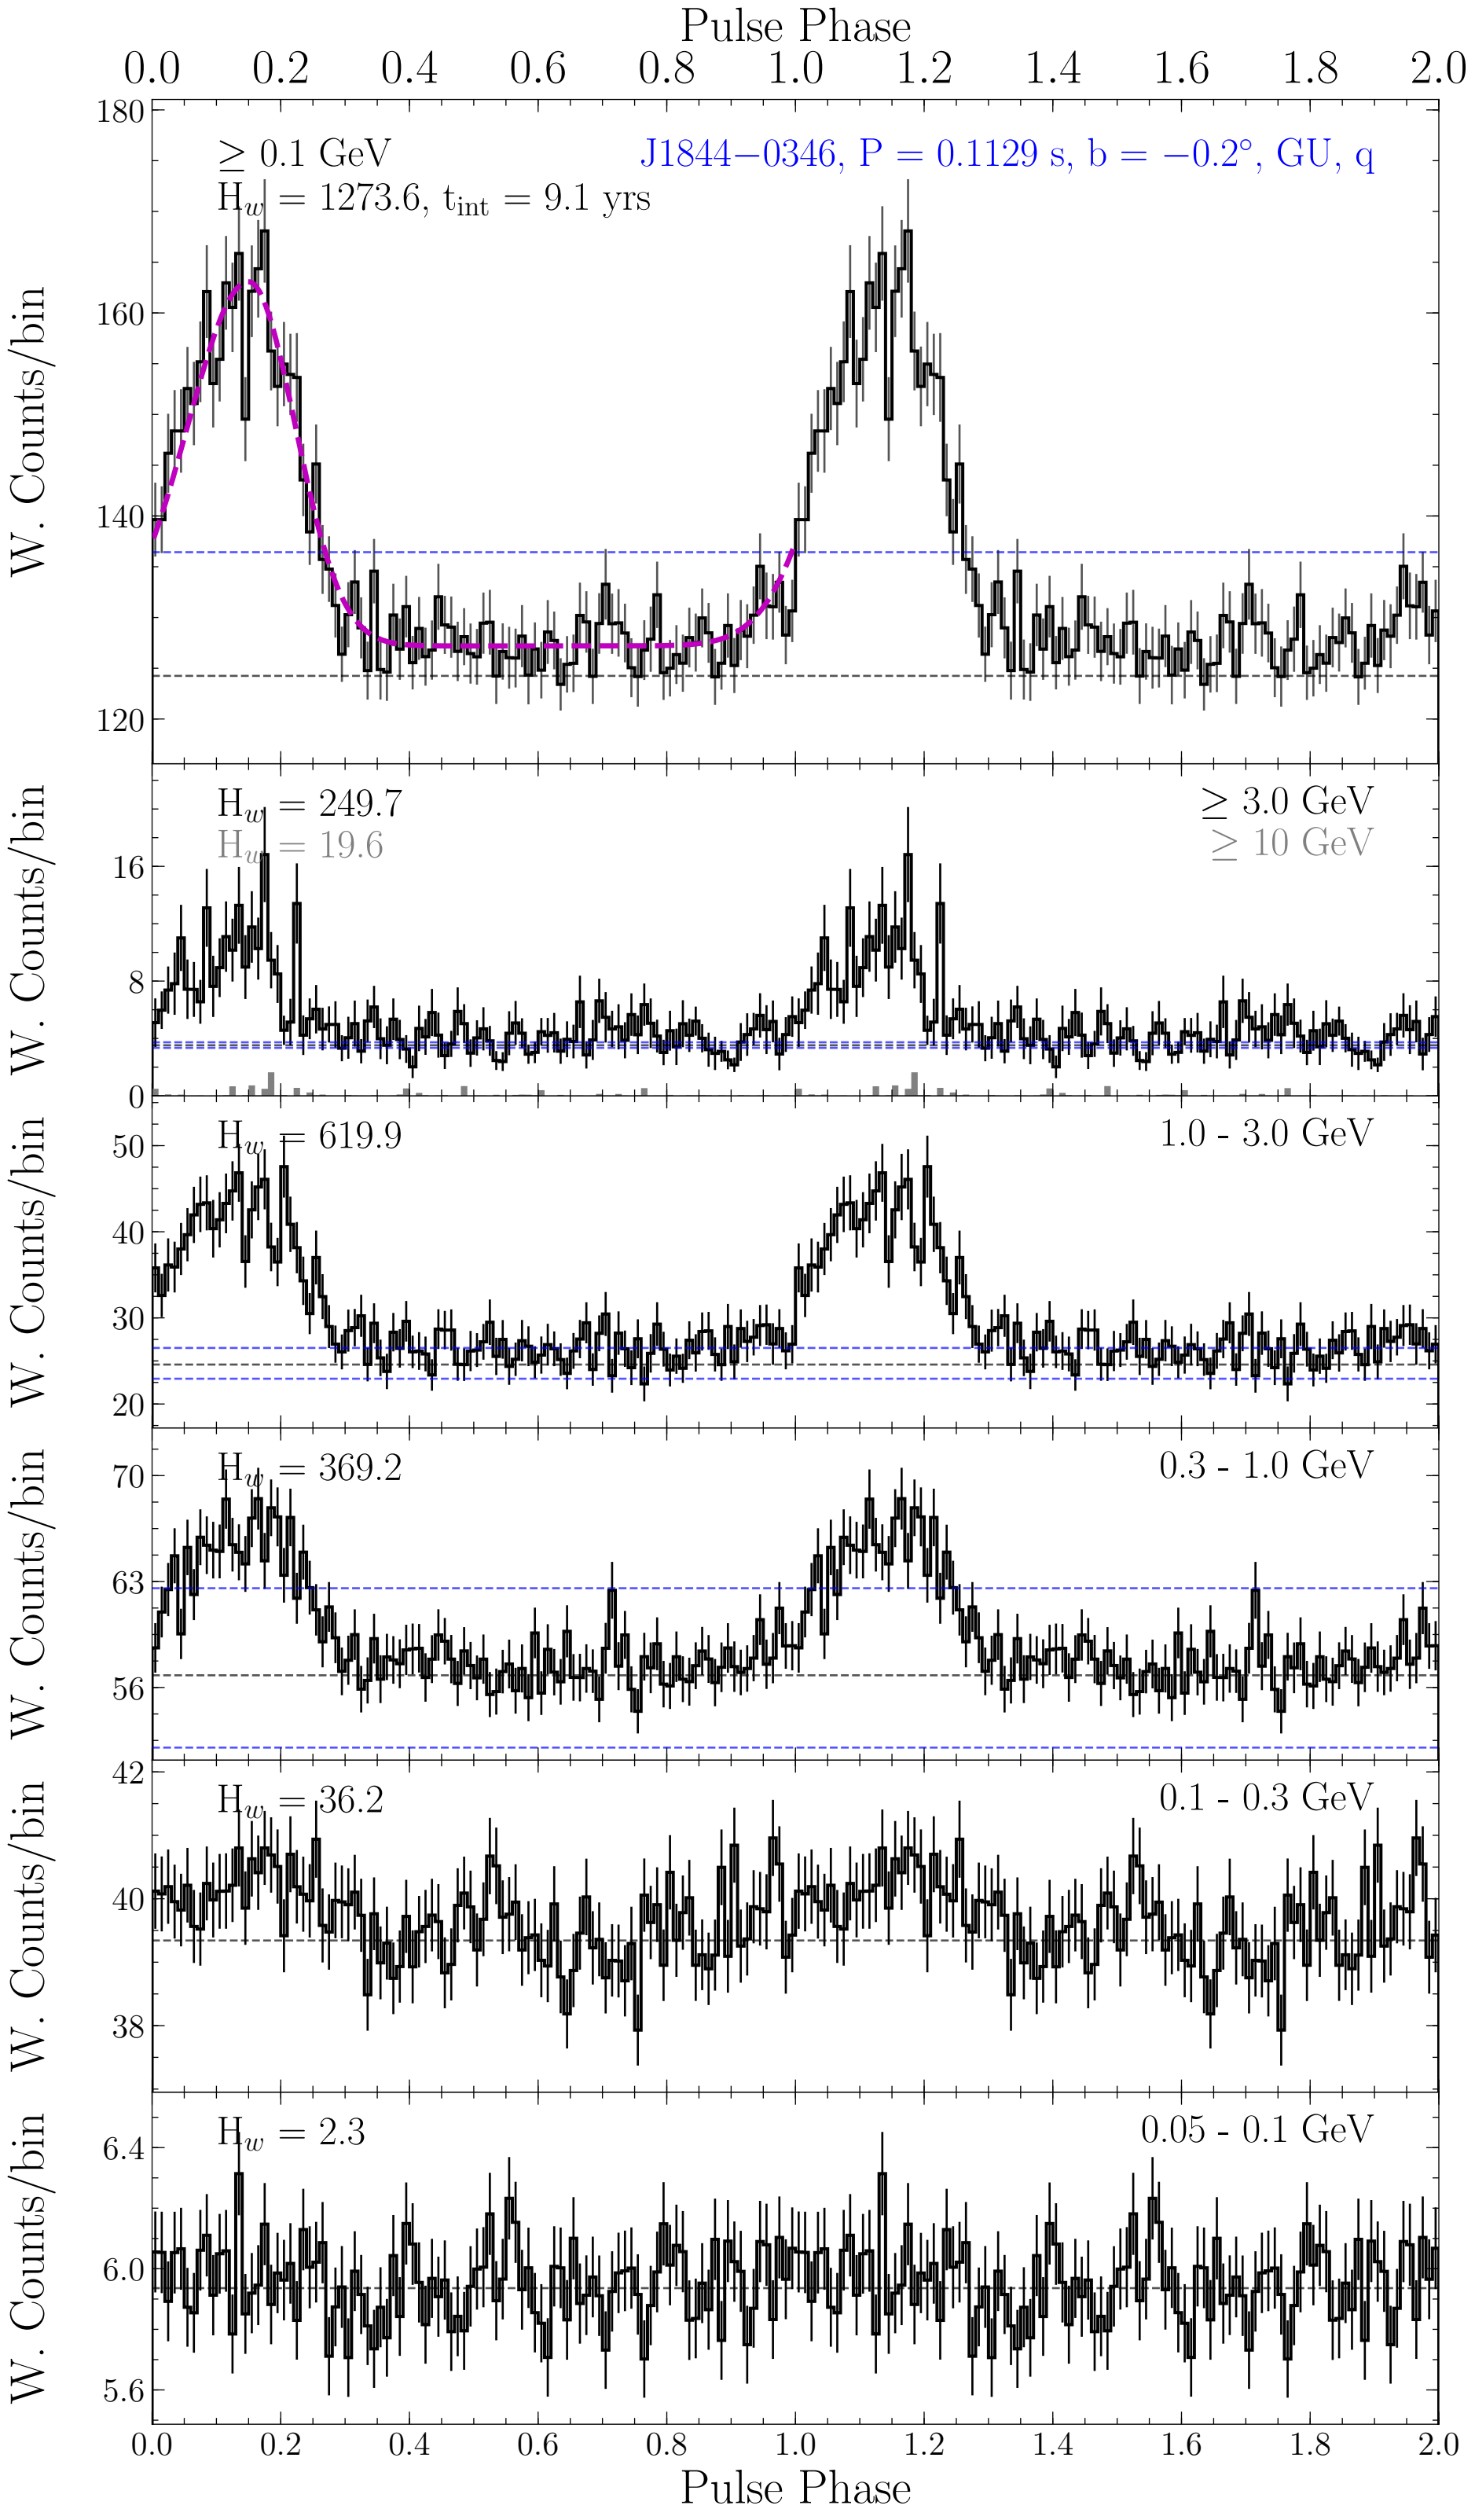 Pulse Phase
0.0 0.2 0.4 0.6 0.8 1.0 1.2 1.4 1.6 1.8 2.0
W. Counts/bin
180
160
140
120
≥ 0.1 GeV
J1844−0346, P = 0.1129 s, b = −0.2°, GU, q
H_w = 1273.6, t_int = 9.1 yrs
W. Counts/bin
16
8
0
H_w = 249.7
≥ 3.0 GeV
H_w = 19.6
≥ 10 GeV
W. Counts/bin
50
40
30
20
H_w = 619.9
1.0 - 3.0 GeV
W. Counts/bin
70
63
56
H_w = 369.2
0.3 - 1.0 GeV
W. Counts/bin
42
40
38
H_w = 36.2
0.1 - 0.3 GeV
W. Counts/bin
6.4
6.0
5.6
H_w = 2.3
0.05 - 0.1 GeV
0.0 0.2 0.4 0.6 0.8 1.0 1.2 1.4 1.6 1.8 2.0
Pulse Phase